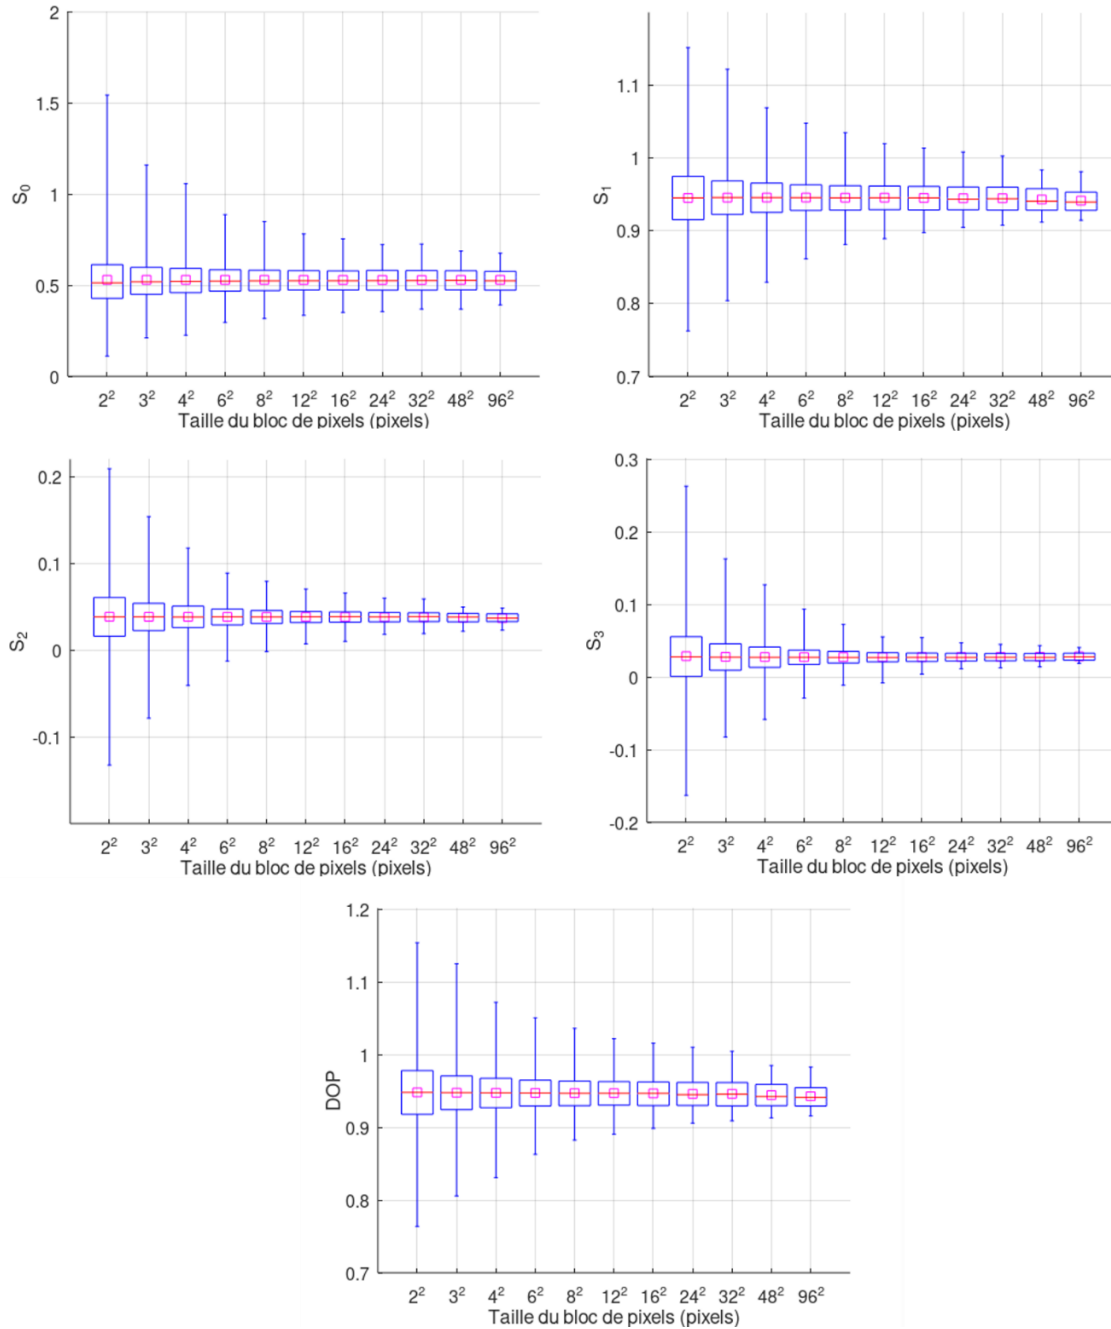 2
1.5
1
0.5
0
S₀
2² 3² 4² 6² 8² 12² 16² 24² 32² 48² 96²
Taille du bloc de pixels (pixels)
1.1
1
0.9
0.8
0.7
S₁
2² 3² 4² 6² 8² 12² 16² 24² 32² 48² 96²
Taille du bloc de pixels (pixels)
0.2
0.1
0
-0.1
S₂
2² 3² 4² 6² 8² 12² 16² 24² 32² 48² 96²
Taille du bloc de pixels (pixels)
0.3
0.2
0.1
0
-0.1
-0.2
S₃
2² 3² 4² 6² 8² 12² 16² 24² 32² 48² 96²
Taille du bloc de pixels (pixels)
1.2
1.1
1
0.9
0.8
0.7
DOP
2² 3² 4² 6² 8² 12² 16² 24² 32² 48² 96²
Taille du bloc de pixels (pixels)